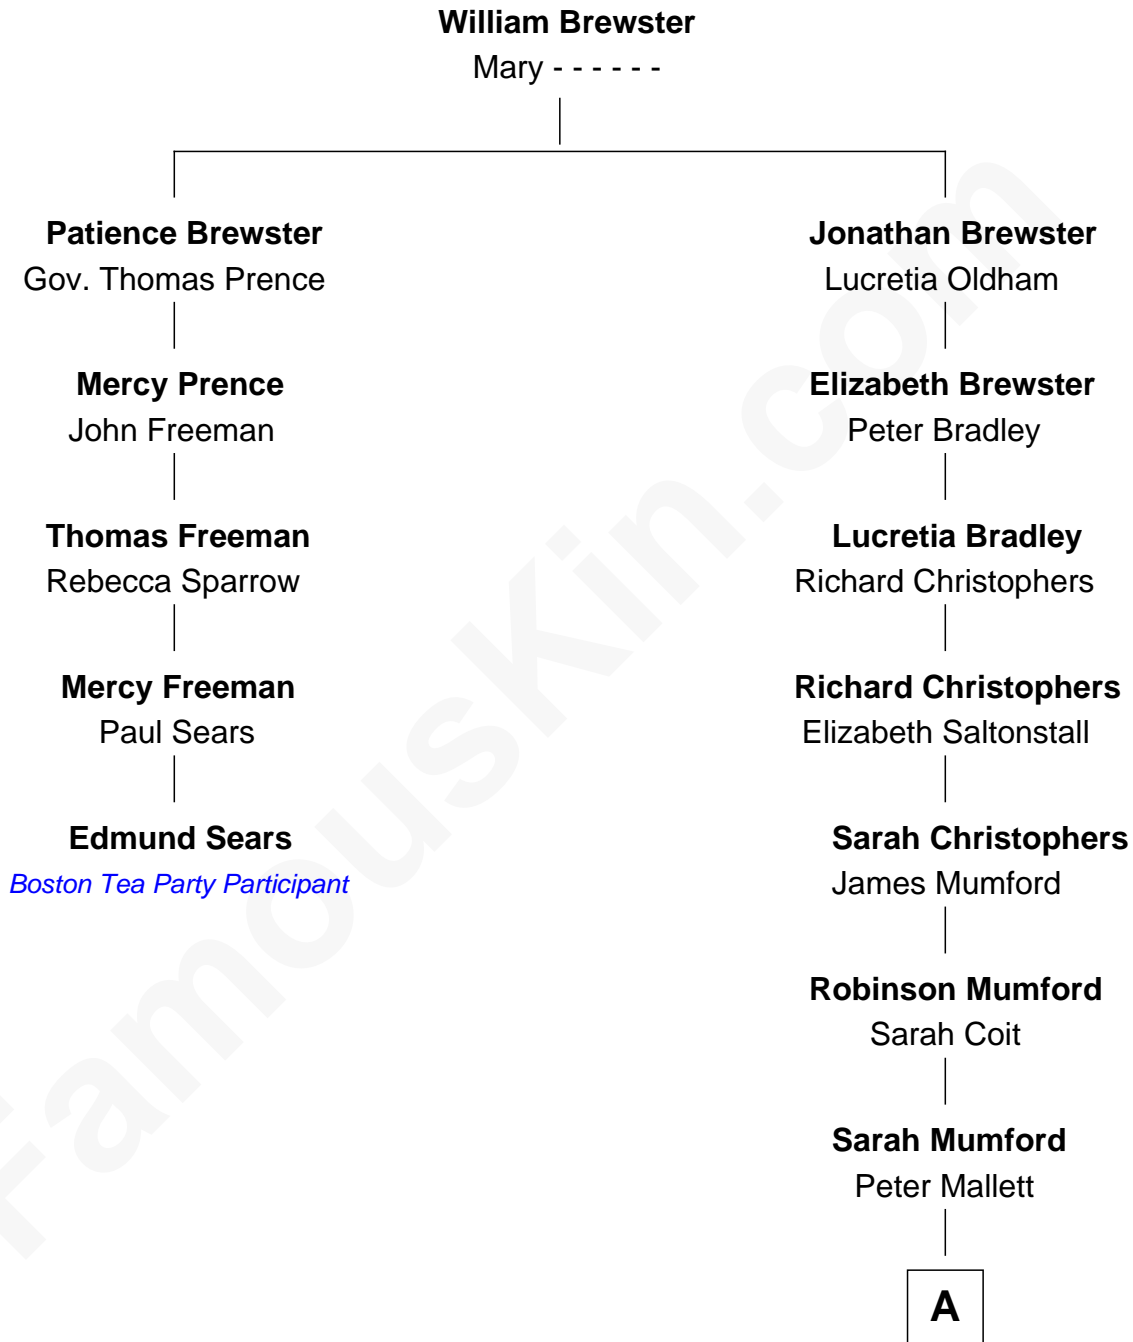 William Brewster
Mary - - - - - -
Patience Brewster
Gov. Thomas Prence
Mercy Prence
John Freeman
Thomas Freeman
Rebecca Sparrow
Mercy Freeman
Paul Sears
Edmund Sears
Boston Tea Party Participant
Jonathan Brewster
Lucretia Oldham
Elizabeth Brewster
Peter Bradley
Lucretia Bradley
Richard Christophers
Richard Christophers
Elizabeth Saltonstall
Sarah Christophers
James Mumford
Robinson Mumford
Sarah Coit
Sarah Mumford
Peter Mallett
A
FamousKin.com